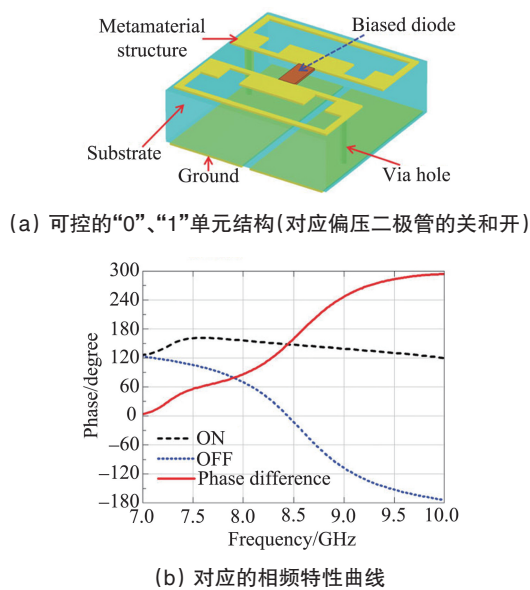 Metamaterial
structure
Biased diode
Substrate
Ground
Via hole
(a) 可控的“0”、“1”单元结构(对应偏压二极管的关和开)
300
240
180
120
60
0
−60
−120
−180
Phase/degree
ON
OFF
Phase difference
7.0 7.5 8.0 8.5 9.0 9.5 10.0
Frequency/GHz
(b) 对应的相频特性曲线